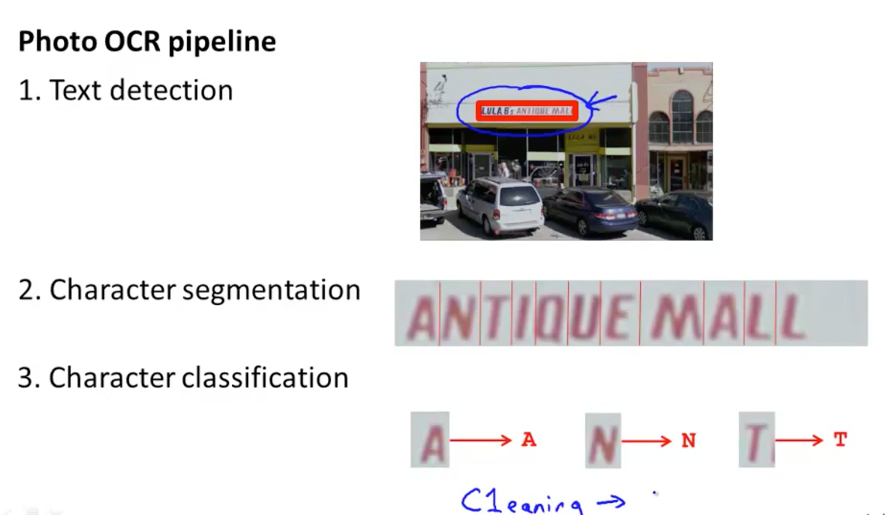 Photo OCR pipeline
1. Text detection
LULA B's ANTIQUE MALL
2. Character segmentation
ANTIQUE MALL
3. Character classification
A → A N → N T → T
C1eaning →